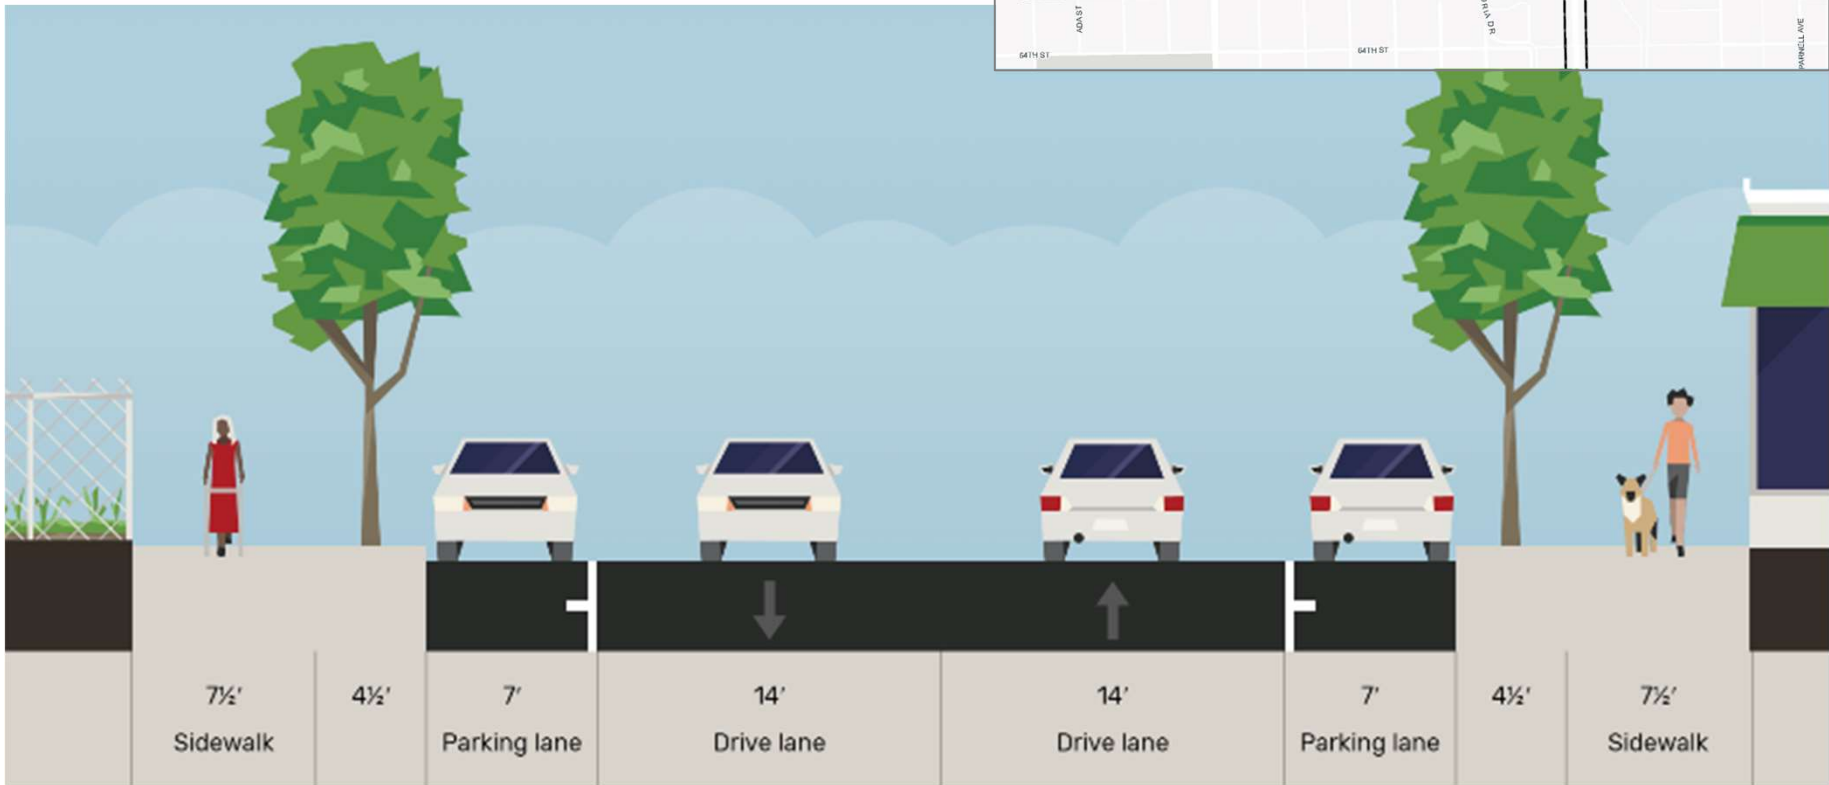 ADA ST
64TH ST
64TH ST
PARNELL AVE
7½'
4½'
7'
14'
14'
7'
4½'
7½'
Sidewalk
Parking lane
Drive lane
Drive lane
Parking lane
Sidewalk